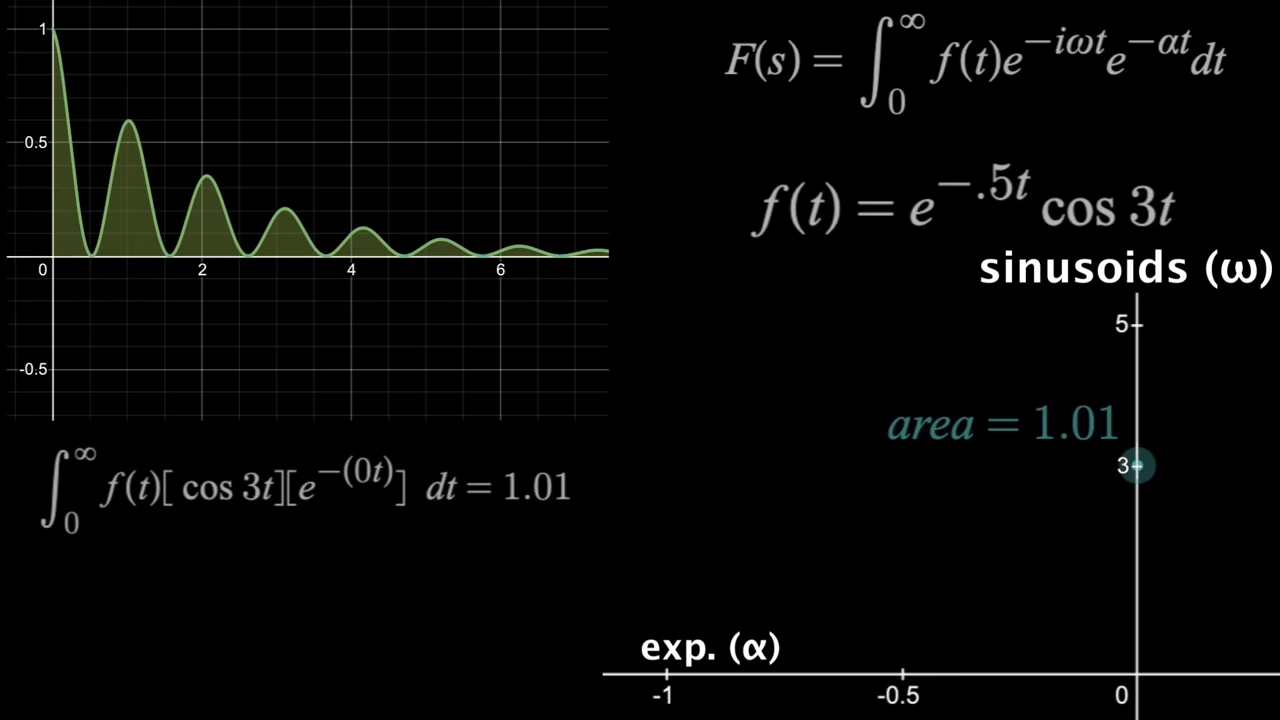 1
0.5
0 2 4 6
-0.5
∫₀^∞ f(t)[ cos 3t][e^−(0t)] dt = 1.01
F(s) = ∫₀^∞ f(t)e^−iωt e^−αt dt
f(t) = e^−.5t cos 3t
sinusoids (ω)
5
area = 1.01
3
exp. (α)
-1 -0.5 0